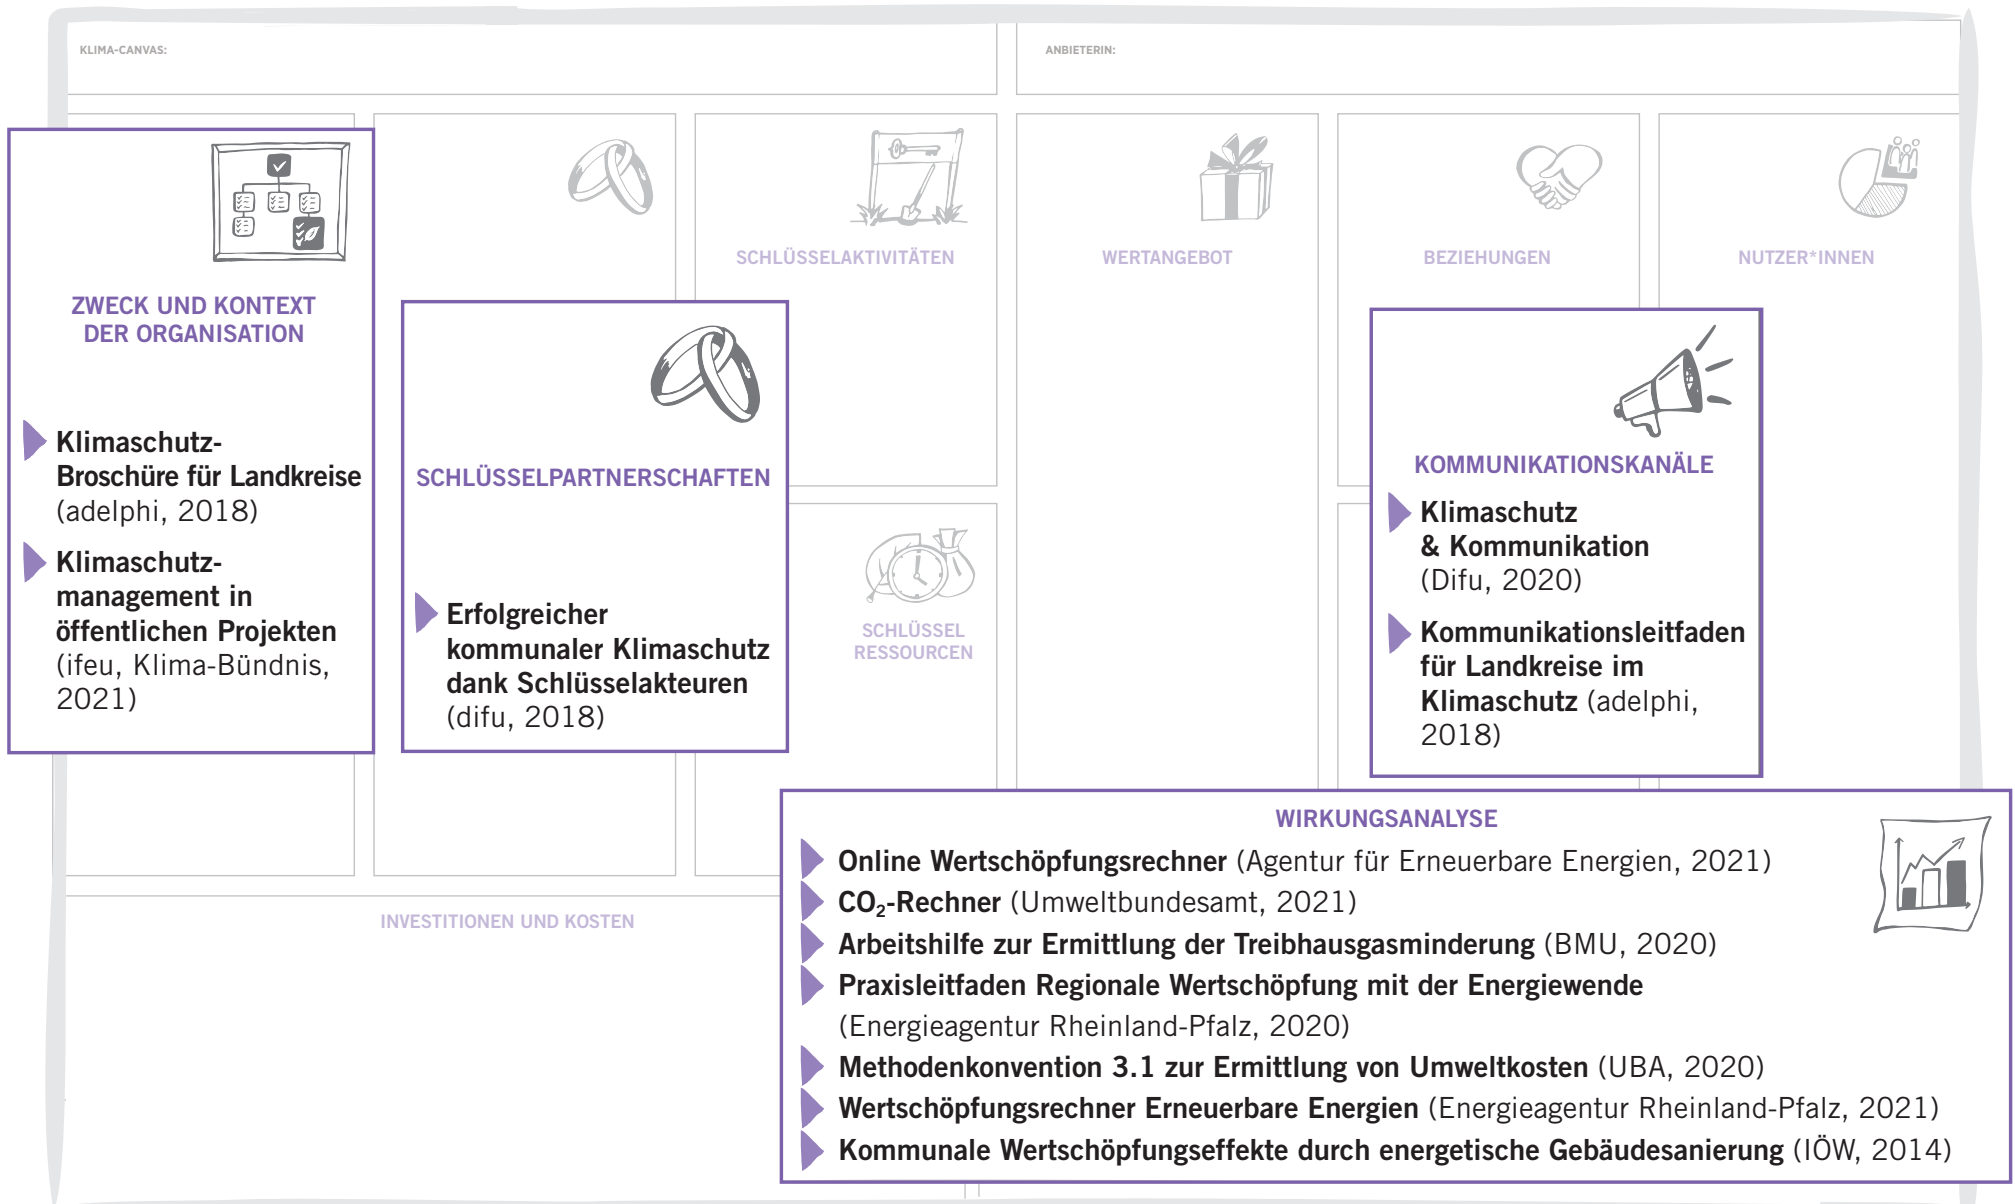 KLIMA-CANVAS:
ANBIETERIN:
ZWECK UND KONTEXT
DER ORGANISATION
Klimaschutz-
Broschüre für Landkreise
(adelphi, 2018)
Klimaschutz-
management in
öffentlichen Projekten
(ifeu, Klima-Bündnis,
2021)
SCHLÜSSELPARTNERSCHAFTEN
Erfolgreicher
kommunaler Klimaschutz
dank Schlüsselakteuren
(difu, 2018)
SCHLÜSSELAKTIVITÄTEN
SCHLÜSSEL
RESSOURCEN
WERTANGEBOT
BEZIEHUNGEN
NUTZER*INNEN
KOMMUNIKATIONSKANÄLE
Klimaschutz
& Kommunikation
(Difu, 2020)
Kommunikationsleitfaden
für Landkreise im
Klimaschutz (adelphi,
2018)
INVESTITIONEN UND KOSTEN
WIRKUNGSANALYSE
Online Wertschöpfungsrechner (Agentur für Erneuerbare Energien, 2021)
CO₂-Rechner (Umweltbundesamt, 2021)
Arbeitshilfe zur Ermittlung der Treibhausgasminderung (BMU, 2020)
Praxisleitfaden Regionale Wertschöpfung mit der Energiewende
(Energieagentur Rheinland-Pfalz, 2020)
Methodenkonvention 3.1 zur Ermittlung von Umweltkosten (UBA, 2020)
Wertschöpfungsrechner Erneuerbare Energien (Energieagentur Rheinland-Pfalz, 2021)
Kommunale Wertschöpfungseffekte durch energetische Gebäudesanierung (IÖW, 2014)